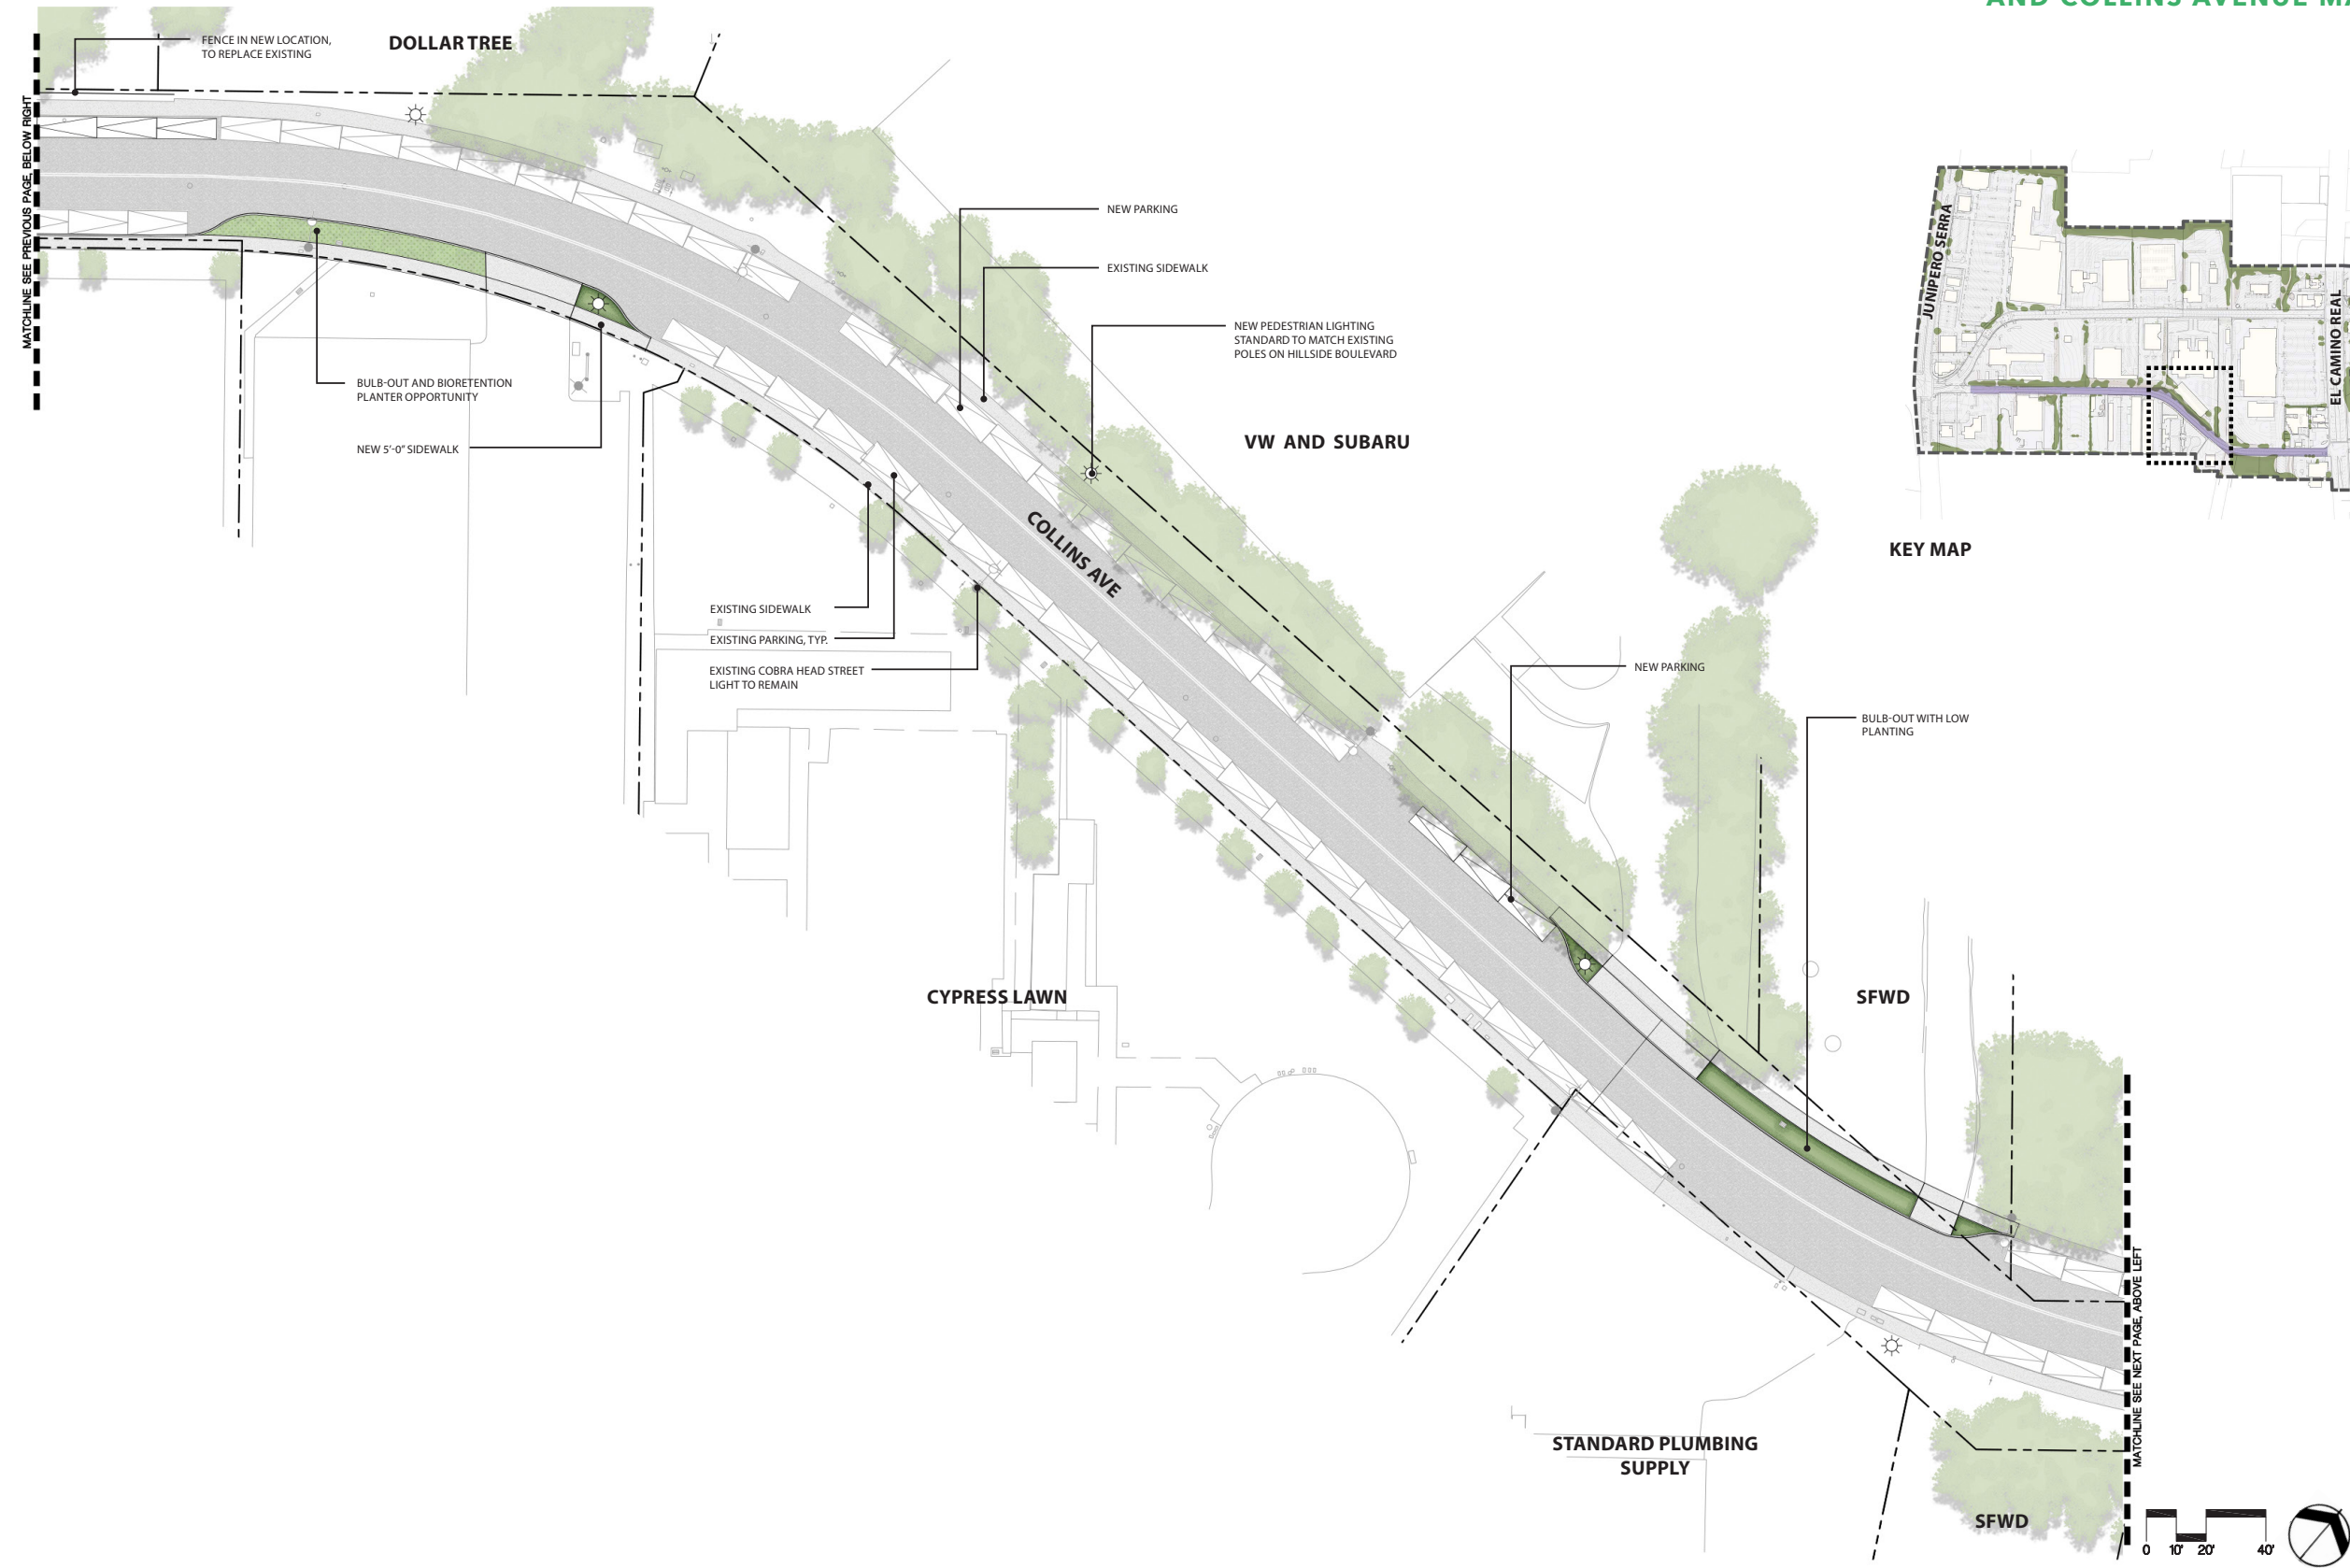 AND COLLINS AVENUE MA
FENCE IN NEW LOCATION,
TO REPLACE EXISTING
DOLLAR TREE
MATCHLINE SEE PREVIOUS PAGE, BELOW RIGHT
NEW PARKING
EXISTING SIDEWALK
NEW PEDESTRIAN LIGHTING
STANDARD TO MATCH EXISTING
POLES ON HILLSIDE BOULEVARD
JUNIPERO SERRA
EL CAMINO REAL
BULB-OUT AND BIORETENTION
PLANTER OPPORTUNITY
NEW 5'-0" SIDEWALK
VW AND SUBARU
COLLINS AVE
KEY MAP
EXISTING SIDEWALK
EXISTING PARKING, TYP.
EXISTING COBRA HEAD STREET
LIGHT TO REMAIN
NEW PARKING
BULB-OUT WITH LOW
PLANTING
CYPRESS LAWN
SFWD
MATCHLINE SEE NEXT PAGE, ABOVE LEFT
STANDARD PLUMBING
SUPPLY
SFWD
0 10' 20' 40'